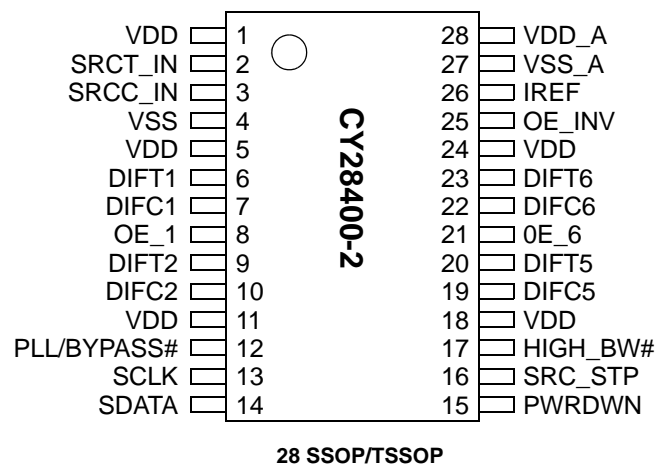 VDD 1 28 VDD_A
SRCT_IN 2 27 VSS_A
SRCC_IN 3 26 IREF
VSS 4 25 OE_INV
VDD 5 24 VDD
DIFT1 6 23 DIFT6
DIFC1 7 22 DIFC6
OE_1 8 21 0E_6
DIFT2 9 20 DIFT5
DIFC2 10 19 DIFC5
VDD 11 18 VDD
PLL/BYPASS# 12 17 HIGH_BW#
SCLK 13 16 SRC_STP
SDATA 14 15 PWRDWN
CY28400-2
28 SSOP/TSSOP